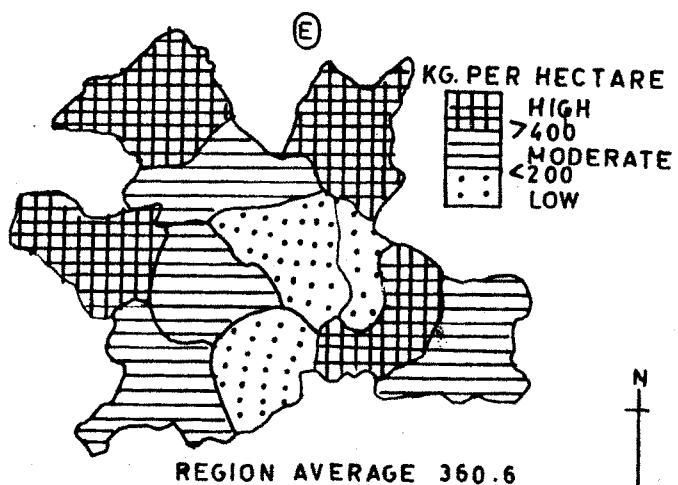 E
KG. PER HECTARE
HIGH
>400
MODERATE
<200
LOW
N
REGION AVERAGE 360.6